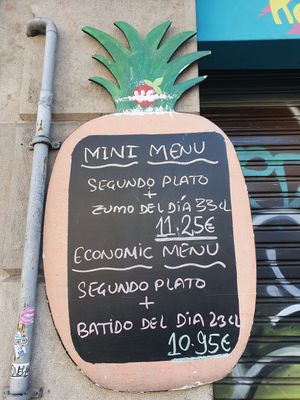 MINI MENU
SEGUNDO PLATO
+
ZUMO DEL DÍA 33CL
11.25€
ECONOMIC MENU
SEGUNDO PLATO
+
BATIDO DEL DIA 23CL
10.95€